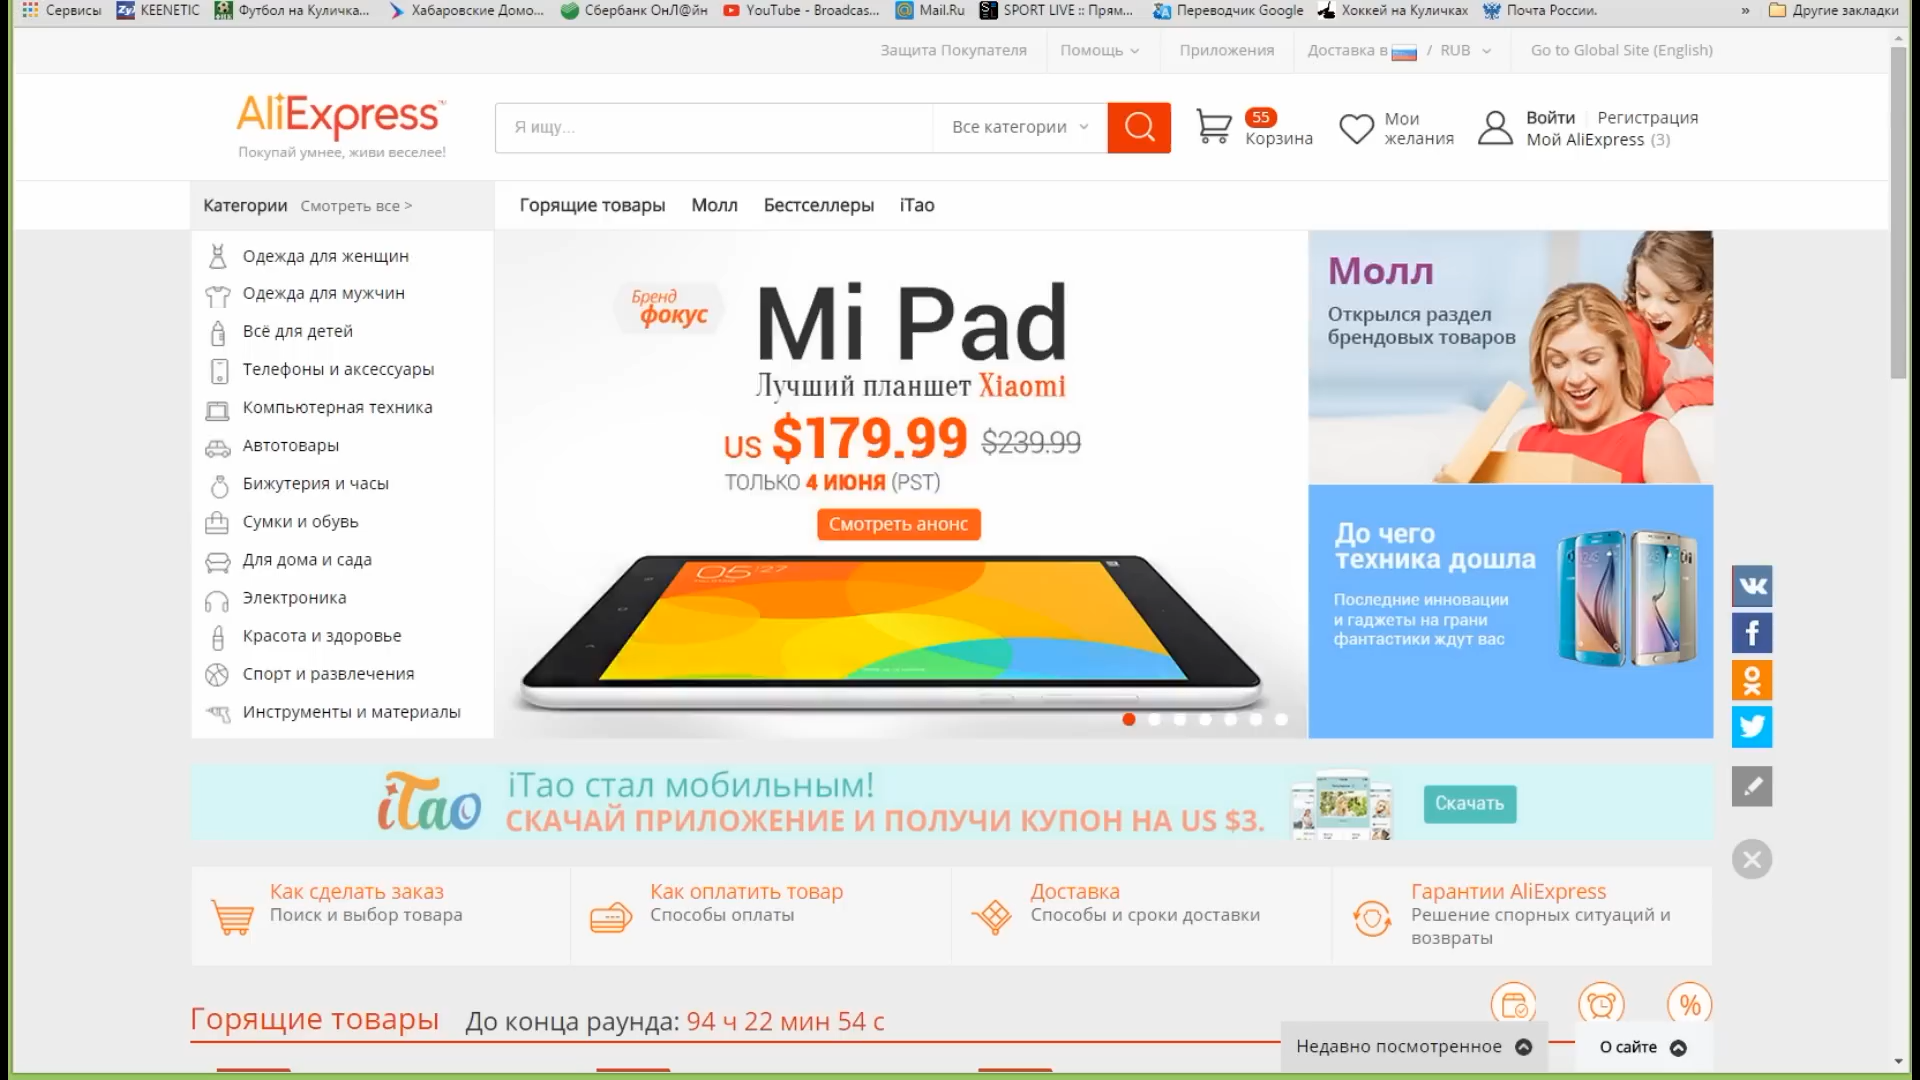 Сервисы
KEENETIC
Футбол на Куличка...
Хабаровские Домо...
Сбербанк ОнЛ@йн
YouTube - Broadcas...
Mail.Ru
SPORT LIVE :: Прям...
Переводчик Google
Хоккей на Куличках
Почта России.
»
Другие закладки
Защита Покупателя
Помощь
Приложения
Доставка в / RUB
Go to Global Site (English)
AliExpress™
Покупай умнее, живи веселее!
Я ищу...
Все категории
55
Корзина
Мои
желания
Войти
Регистрация
Мой AliExpress (3)
Категории
Смотреть все >
Горящие товары
Молл
Бестселлеры
iTao
Одежда для женщин
Одежда для мужчин
Всё для детей
Телефоны и аксессуары
Компьютерная техника
Автотовары
Бижутерия и часы
Сумки и обувь
Для дома и сада
Электроника
Красота и здоровье
Спорт и развлечения
Инструменты и материалы
Бренд
фокус
Mi Pad
Лучший планшет Xiaomi
US $179.99 $239.99
ТОЛЬКО 4 ИЮНЯ (PST)
Смотреть анонс
05 27
Молл
Открылся раздел
брендовых товаров
До чего
техника дошла
Последние инновации
и гаджеты на грани
фантастики ждут вас
iTao
iTao стал мобильным!
СКАЧАЙ ПРИЛОЖЕНИЕ И ПОЛУЧИ КУПОН НА US $3.
Скачать
Как сделать заказ
Поиск и выбор товара
Как оплатить товар
Способы оплаты
Доставка
Способы и сроки доставки
Гарантии AliExpress
Решение спорных ситуаций и
возвраты
Горящие товары
До конца раунда: 94 ч 22 мин 54 с
%
Недавно посмотренное
О сайте